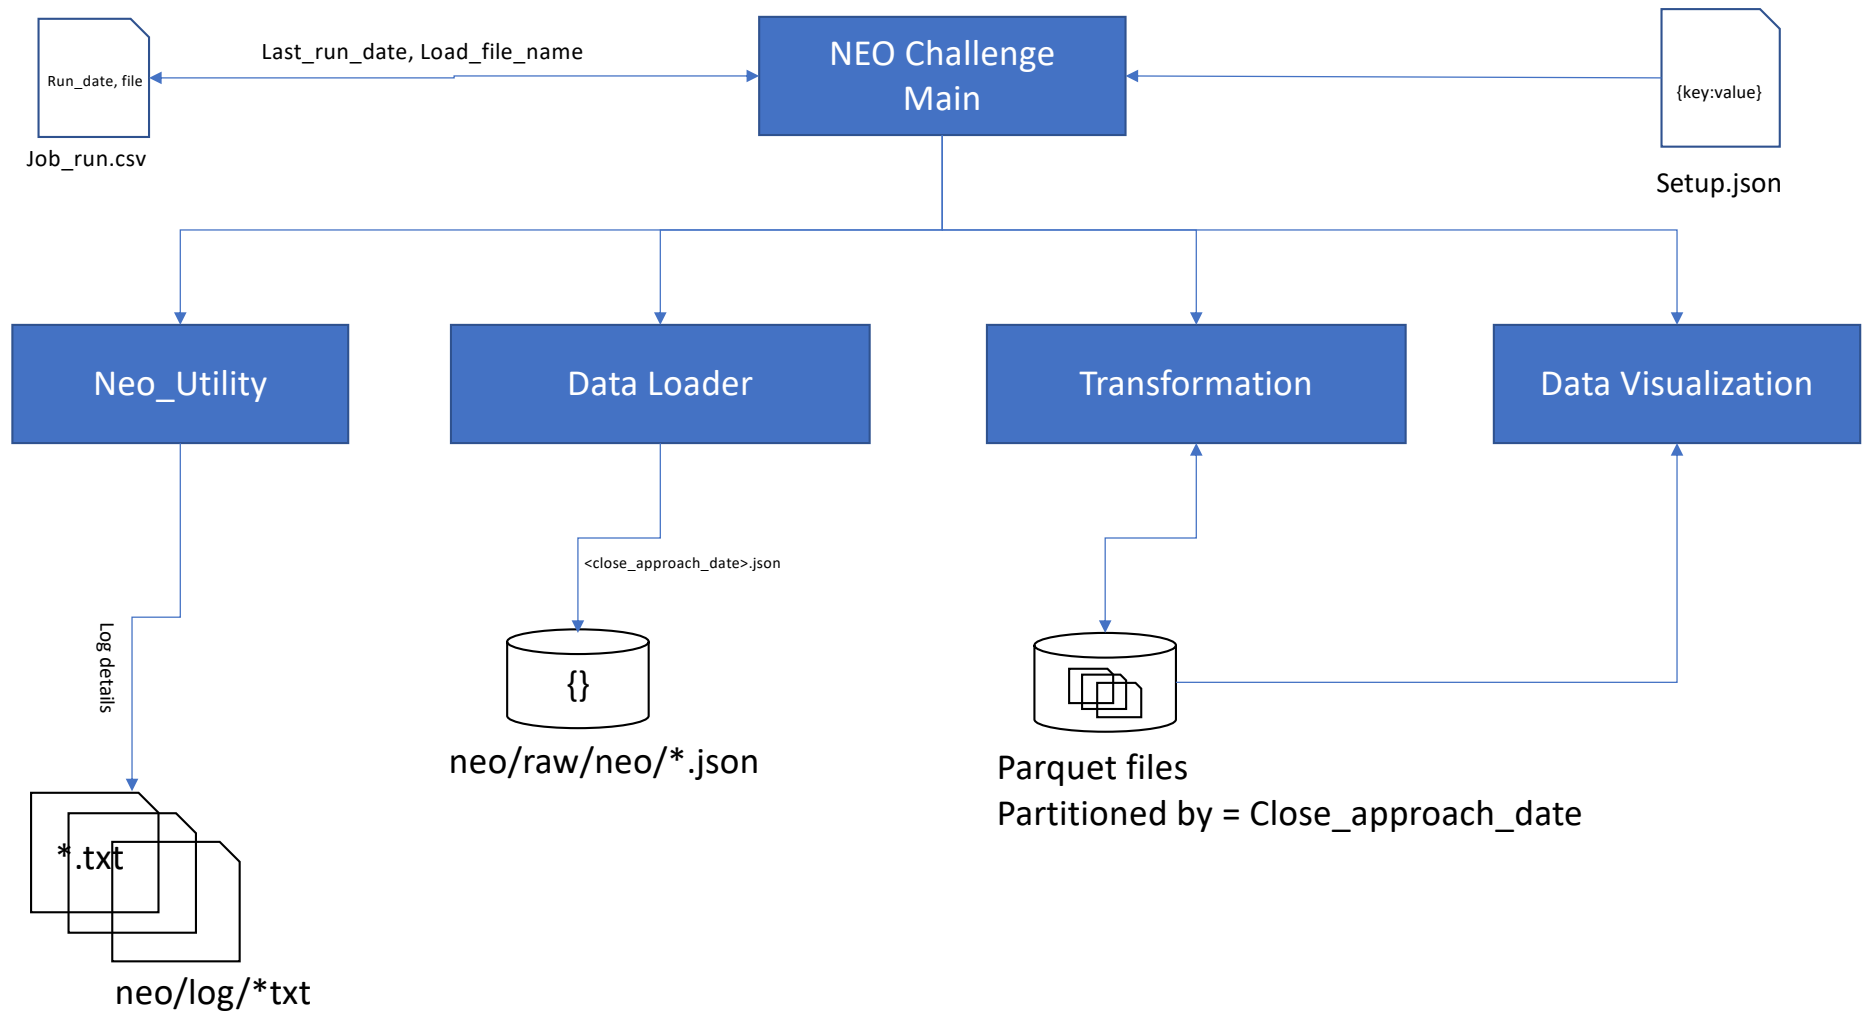 Last_run_date, Load_file_name
NEO Challenge
Main
Run_date, file
{key:value}
Job_run.csv
Setup.json
Neo_Utility
Data Loader
Transformation
Data Visualization
<close_approach_date>.json
Log details
{}
neo/raw/neo/*.json
Parquet files
Partitioned by = Close_approach_date
*.txt
neo/log/*txt